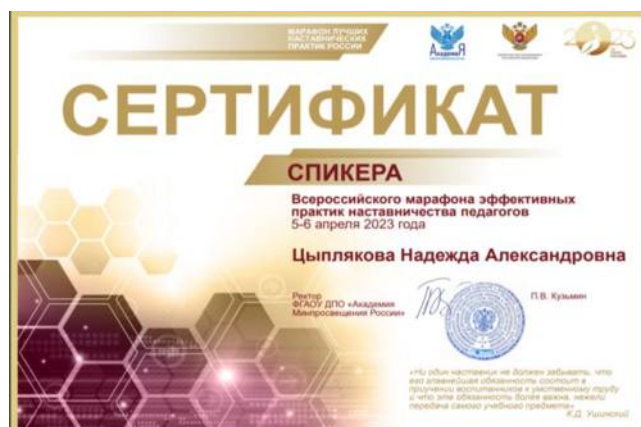 МАРАФОН ЛУЧШИХ
НАСТАВНИЧЕСКИХ
ПРАКТИК РОССИИ
АкадемиЯ
2023
СЕРТИФИКАТ
СПИКЕРА
Всероссийского марафона эффективных
практик наставничества педагогов
5-6 апреля 2023 года
Цыплякова Надежда Александровна
Ректор
ФГАОУ ДПО «Академия
Минпросвещения России»
П.В. Кузьмин
«Ни один наставник не должен забывать, что
его главнейшая обязанность состоит в
приучении воспитанников к умственному труду
и что эта обязанность более важна, нежели
передача самого учебного предмета»
К.Д. Ушинский